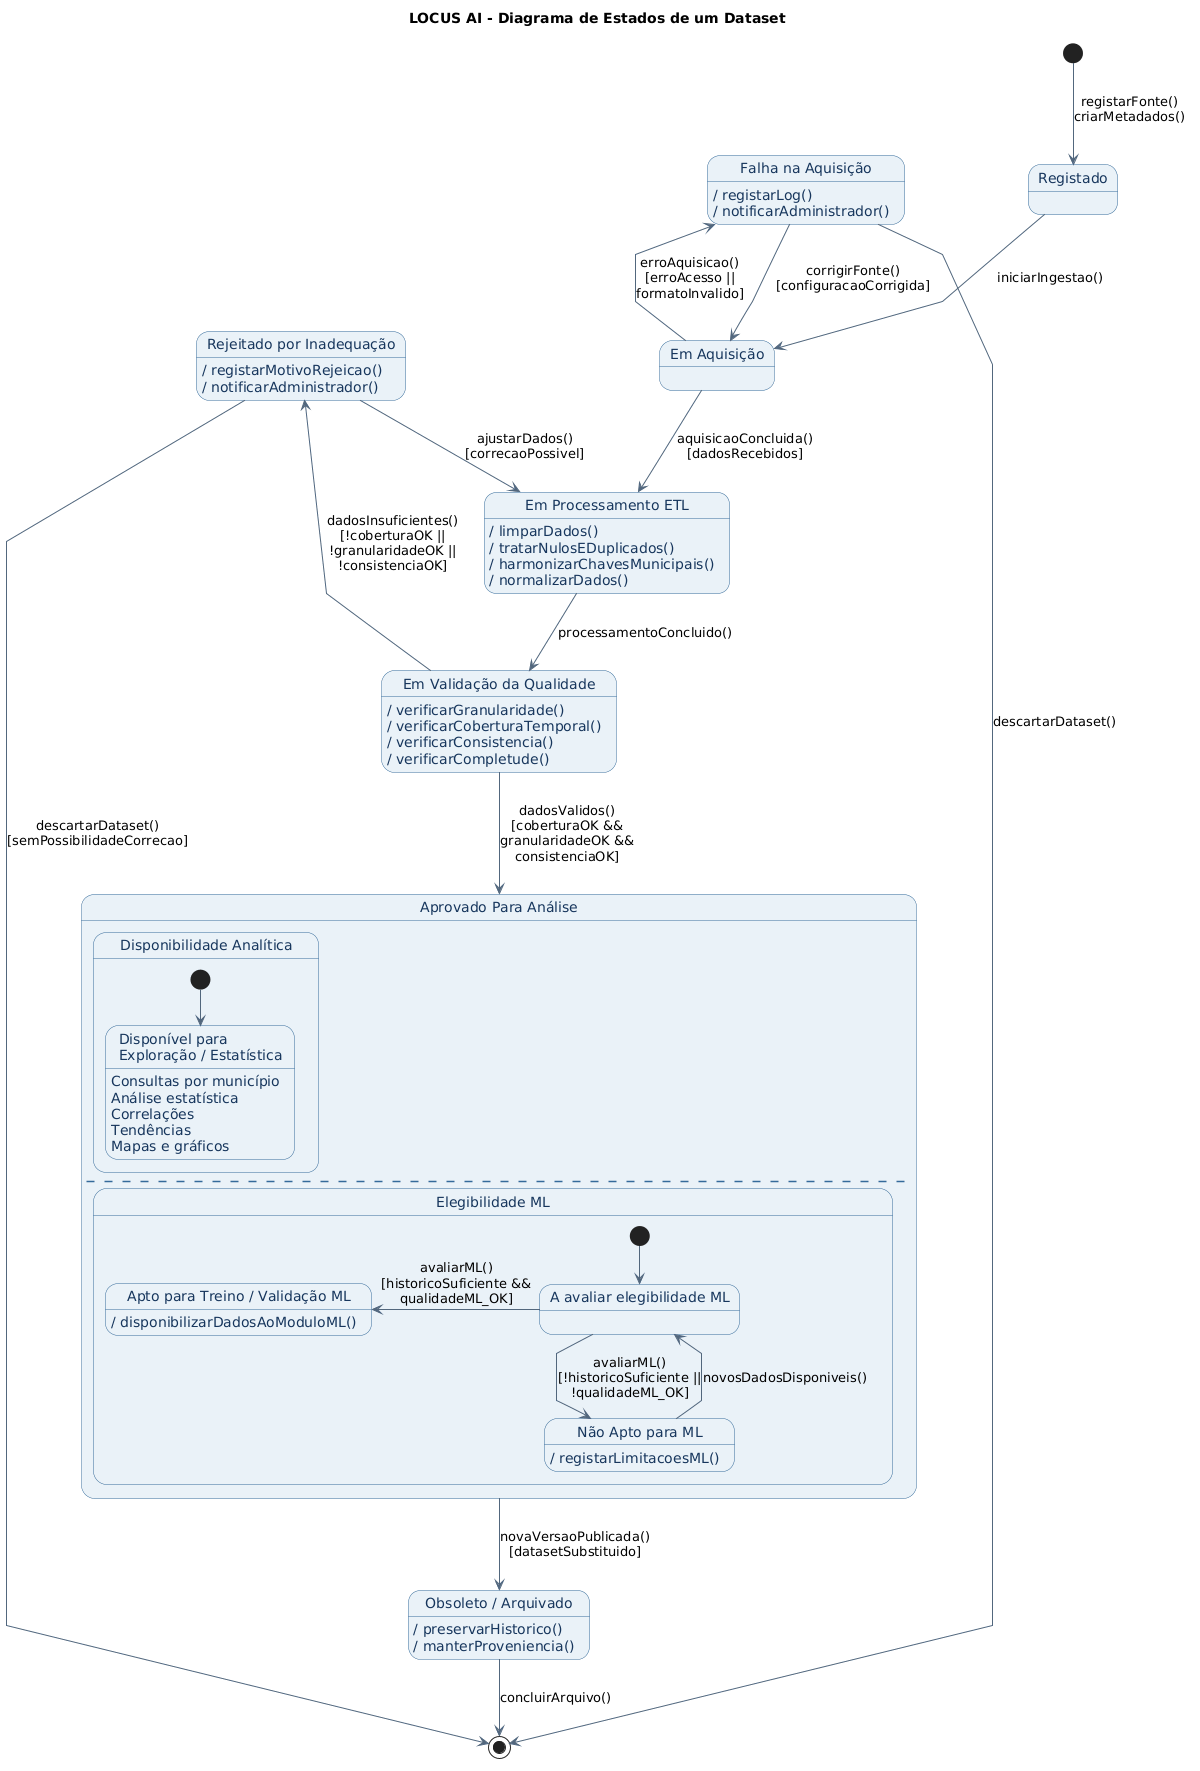 LOCUS AI - Diagrama de Estados de um Dataset
registarFonte()
criarMetadados()
Falha na Aquisição
/ registarLog()
/ notificarAdministrador()
Registado
erroAquisicao()
[erroAcesso ||
formatoInvalido]
corrigirFonte()
[configuracaoCorrigida]
iniciarIngestao()
Rejeitado por Inadequação
/ registarMotivoRejeicao()
/ notificarAdministrador()
Em Aquisição
ajustarDados()
[correcaoPossivel]
aquisicaoConcluida()
[dadosRecebidos]
Em Processamento ETL
/ limparDados()
/ tratarNulosEDuplicados()
/ harmonizarChavesMunicipais()
/ normalizarDados()
dadosInsuficientes()
[!coberturaOK ||
!granularidadeOK ||
!consistenciaOK]
processamentoConcluido()
Em Validação da Qualidade
/ verificarGranularidade()
/ verificarCoberturaTemporal()
/ verificarConsistencia()
/ verificarCompletude()
descartarDataset()
descartarDataset()
[semPossibilidadeCorrecao]
dadosValidos()
[coberturaOK &&
granularidadeOK &&
consistenciaOK]
Aprovado Para Análise
Disponibilidade Analítica
Disponível para
Exploração / Estatística
Consultas por município
Análise estatística
Correlações
Tendências
Mapas e gráficos
Elegibilidade ML
avaliarML()
[historicoSuficiente &&
qualidadeML_OK]
Apto para Treino / Validação ML
/ disponibilizarDadosAoModuloML()
A avaliar elegibilidade ML
avaliarML()
[!historicoSuficiente ||
!qualidadeML_OK]
novosDadosDisponiveis()
Não Apto para ML
/ registarLimitacoesML()
novaVersaoPublicada()
[datasetSubstituido]
Obsoleto / Arquivado
/ preservarHistorico()
/ manterProveniencia()
concluirArquivo()